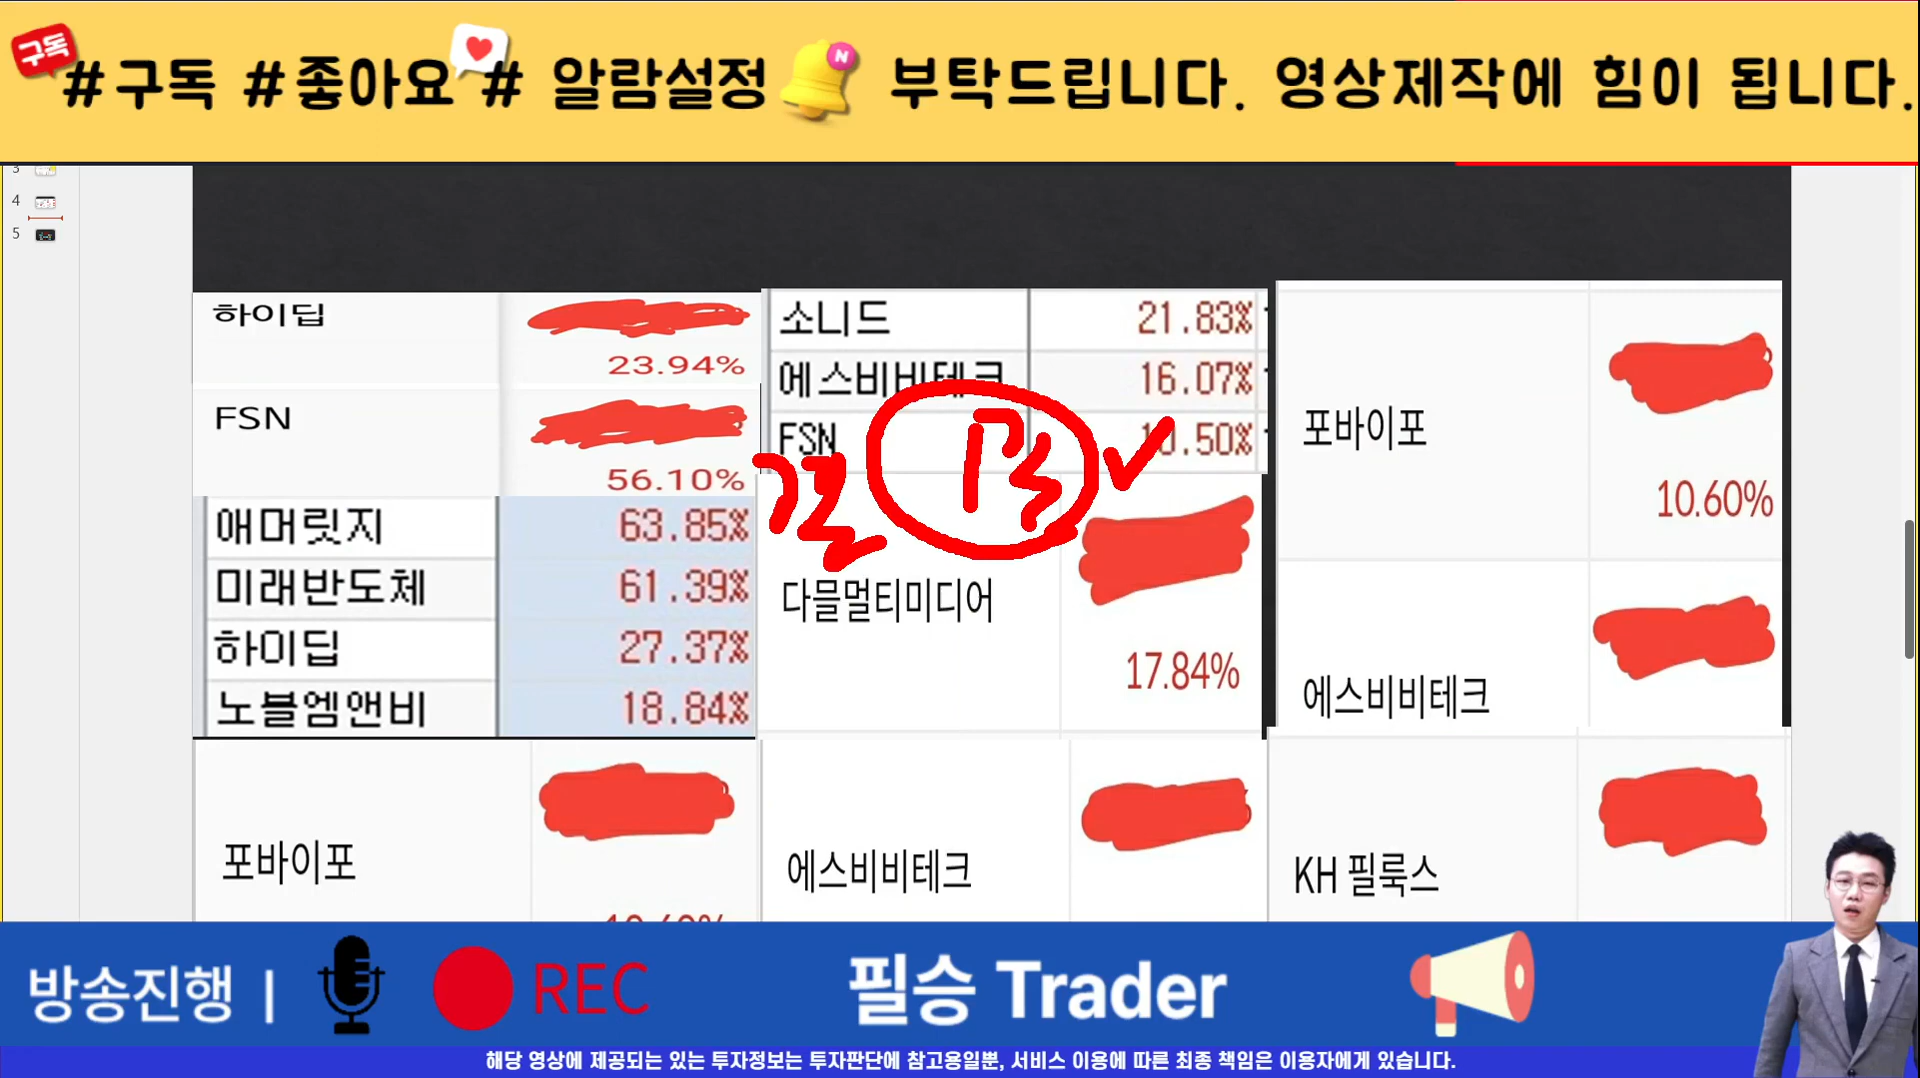 구독
#구독 #좋아요 # 알람설정 N 부탁드립니다. 영상제작에 힘이 됩니다.
3
4
5
하이딥
23.94%
FSN
56.10%
애머릿지 63.85%
미래반도체 61.39%
하이딥 27.37%
노블엠앤비 18.84%
소니드 21.83%
에스비비테크 16.07%
FSN
다믈멀티미디어
17.84%
포바이포
10.60%
에스비비테크
포바이포
에스비비테크
KH 필룩스
방송진행 | REC 필승 Trader
해당 영상에 제공되는 있는 투자정보는 투자판단에 참고용일뿐, 서비스 이용에 따른 최종 책임은 이용자에게 있습니다.